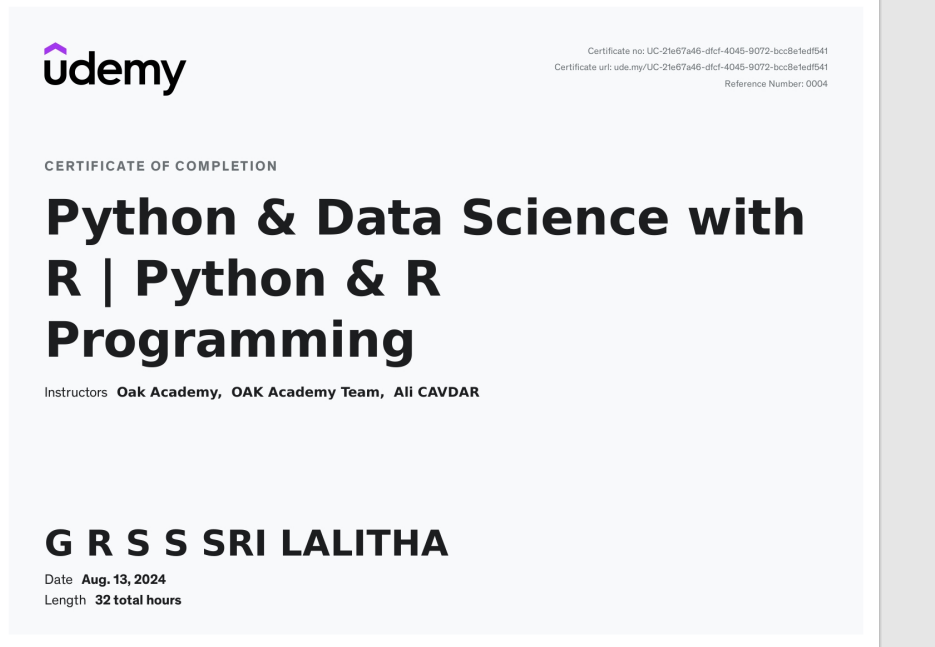 udemy
Certificate no: UC-21e67a46-dfcf-4045-9072-bcc8e1edf541
Certificate url: ude.my/UC-21e67a46-dfcf-4045-9072-bcc8e1edf541
Reference Number: 0004
CERTIFICATE OF COMPLETION
Python & Data Science with
R | Python & R
Programming
Instructors Oak Academy, OAK Academy Team, Ali CAVDAR
G R S S SRI LALITHA
Date Aug. 13, 2024
Length 32 total hours